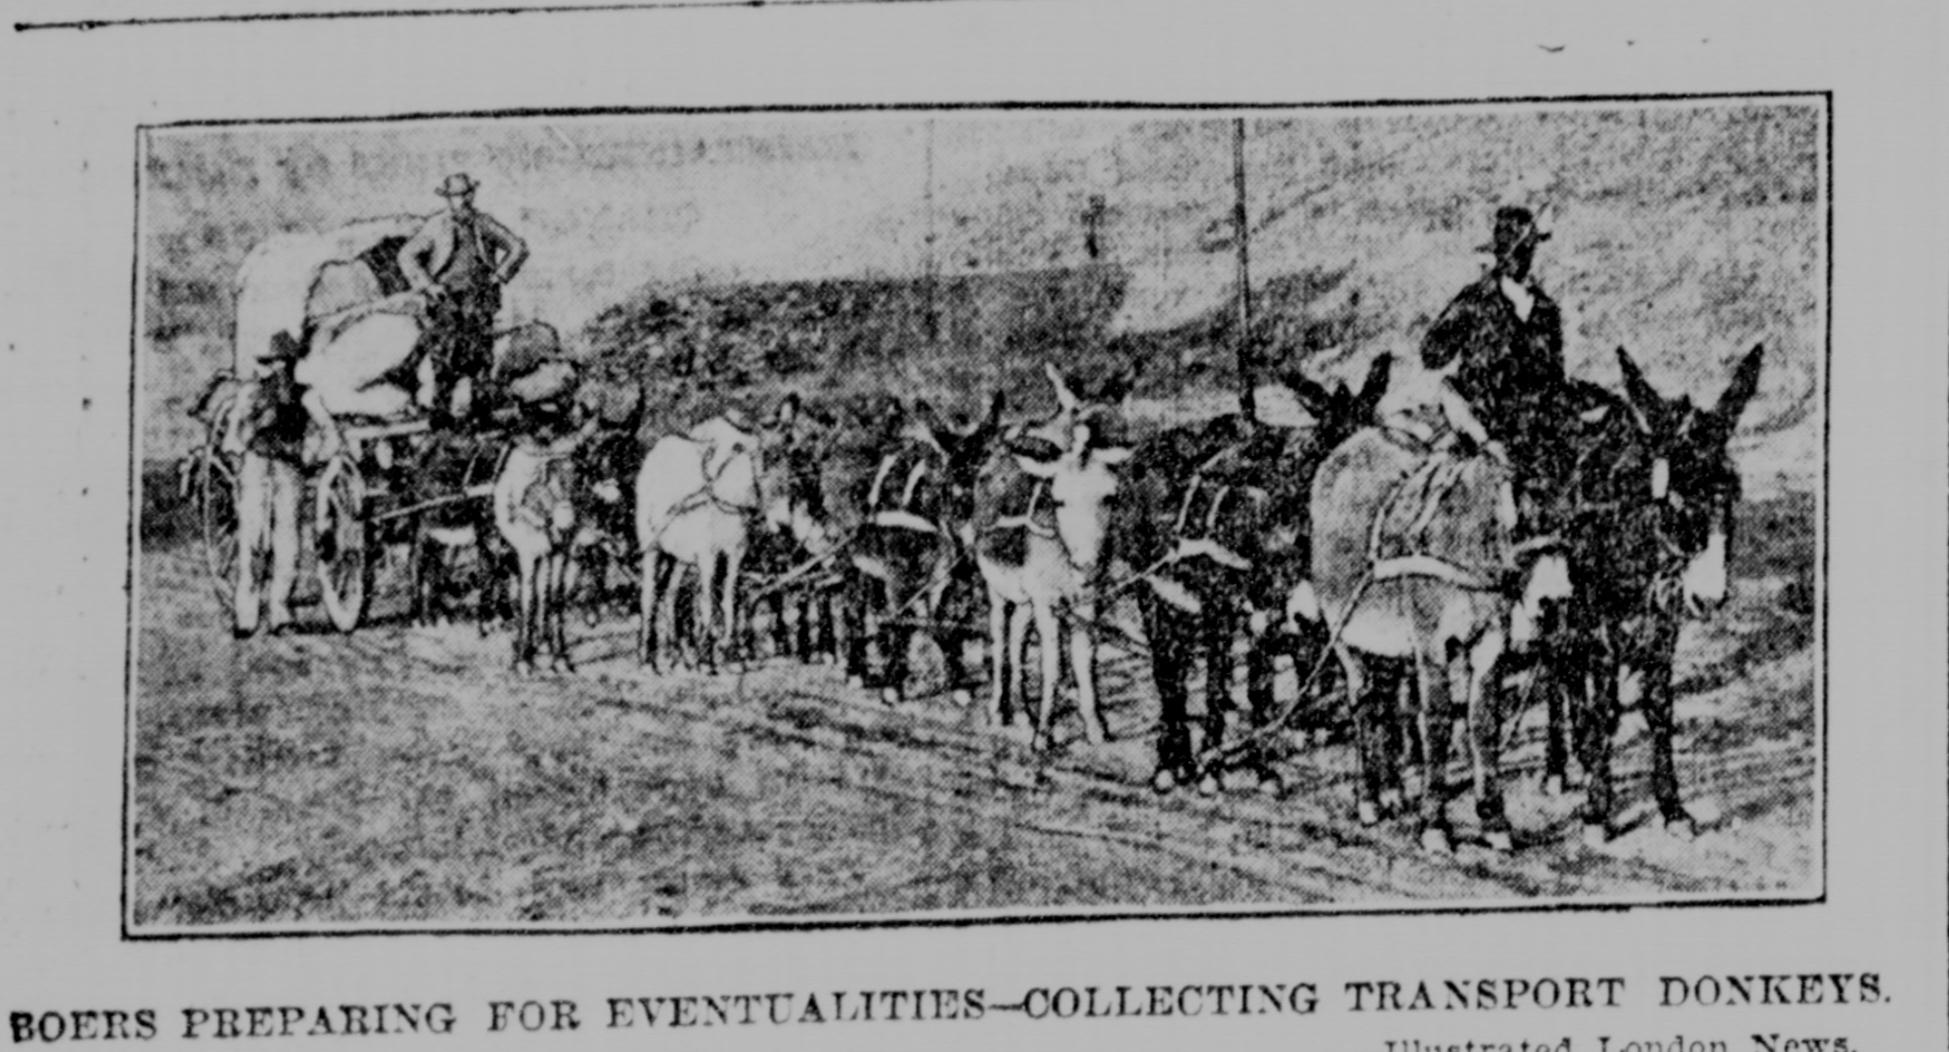 BOERS PREPARING FOR EVENTUALITIES—COLLECTING TRANSPORT DONKEYS.
Illustrated London News.